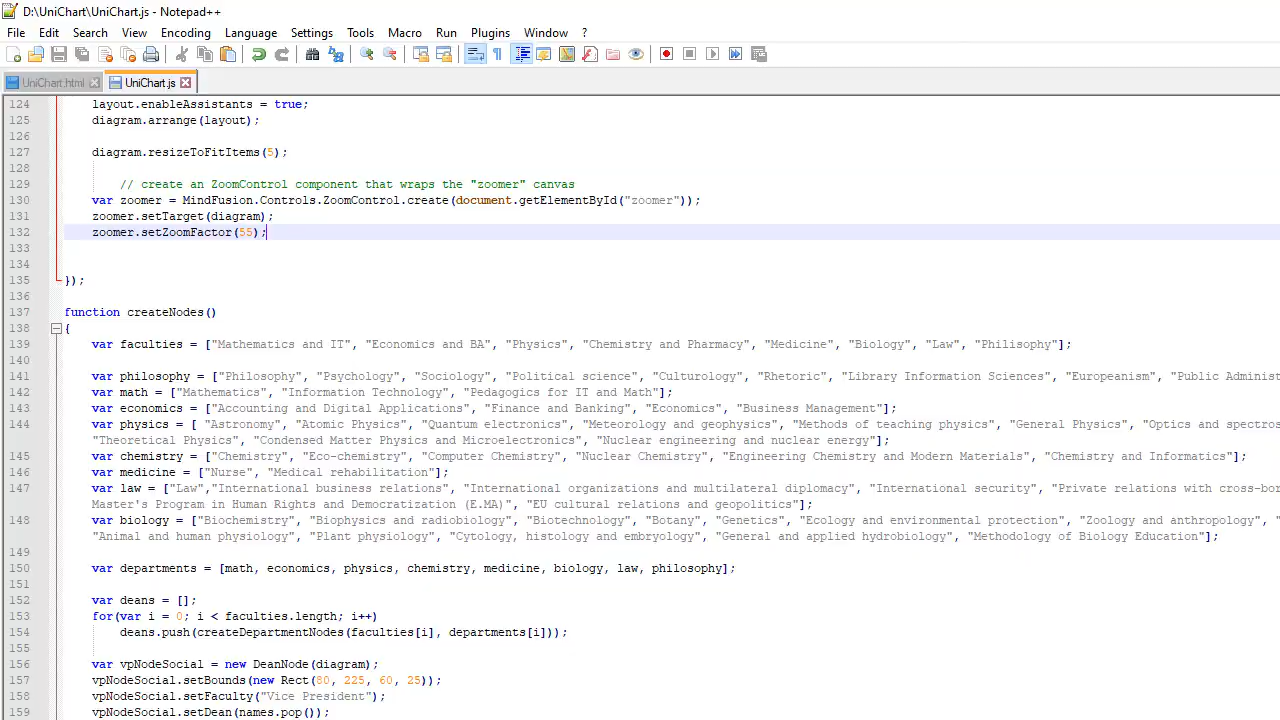 D:\UniChart\UniChart.js - Notepad++
File Edit Search View Encoding Language Settings Tools Macro Run Plugins Window ?
UniChart.html UniChart.js
124 layout.enableAssistants = true;
125 diagram.arrange(layout);
126
127 diagram.resizeToFitItems(5);
128
129 // create an ZoomControl component that wraps the "zoomer" canvas
130 var zoomer = MindFusion.Controls.ZoomControl.create(document.getElementById("zoomer"));
131 zoomer.setTarget(diagram);
132 zoomer.setZoomFactor(55);
133
134
135 });
136
137 function createNodes()
138 {
139 var faculties = ["Mathematics and IT", "Economics and BA", "Physics", "Chemistry and Pharmacy", "Medicine", "Biology", "Law", "Philisophy"];
140
141 var philosophy = ["Philosophy", "Psychology", "Sociology", "Political science", "Culturology", "Rhetoric", "Library Information Sciences", "Europeanism", "Public Administ
142 var math = ["Mathematics", "Information Technology", "Pedagogics for IT and Math"];
143 var economics = ["Accounting and Digital Applications", "Finance and Banking", "Economics", "Business Management"];
144 var physics = [ "Astronomy", "Atomic Physics", "Quantum electronics", "Meteorology and geophysics", "Methods of teaching physics", "General Physics", "Optics and spectros
"Theoretical Physics", "Condensed Matter Physics and Microelectronics", "Nuclear engineering and nuclear energy"];
145 var chemistry = ["Chemistry", "Eco-chemistry", "Computer Chemistry", "Nuclear Chemistry", "Engineering Chemistry and Modern Materials", "Chemistry and Informatics"];
146 var medicine = ["Nurse", "Medical rehabilitation"];
147 var law = ["Law","International business relations", "International organizations and multilateral diplomacy", "International security", "Private relations with cross-bor
Master's Program in Human Rights and Democratization (E.MA)", "EU cultural relations and geopolitics"];
148 var biology = ["Biochemistry", "Biophysics and radiobiology", "Biotechnology", "Botany", "Genetics", "Ecology and environmental protection", "Zoology and anthropology", "
"Animal and human physiology", "Plant physiology", "Cytology, histology and embryology", "General and applied hydrobiology", "Methodology of Biology Education"];
149
150 var departments = [math, economics, physics, chemistry, medicine, biology, law, philosophy];
151
152 var deans = [];
153 for(var i = 0; i < faculties.length; i++)
154 deans.push(createDepartmentNodes(faculties[i], departments[i]));
155
156 var vpNodeSocial = new DeanNode(diagram);
157 vpNodeSocial.setBounds(new Rect(80, 225, 60, 25));
158 vpNodeSocial.setFaculty("Vice President");
159 vpNodeSocial.setDean(names.pop());